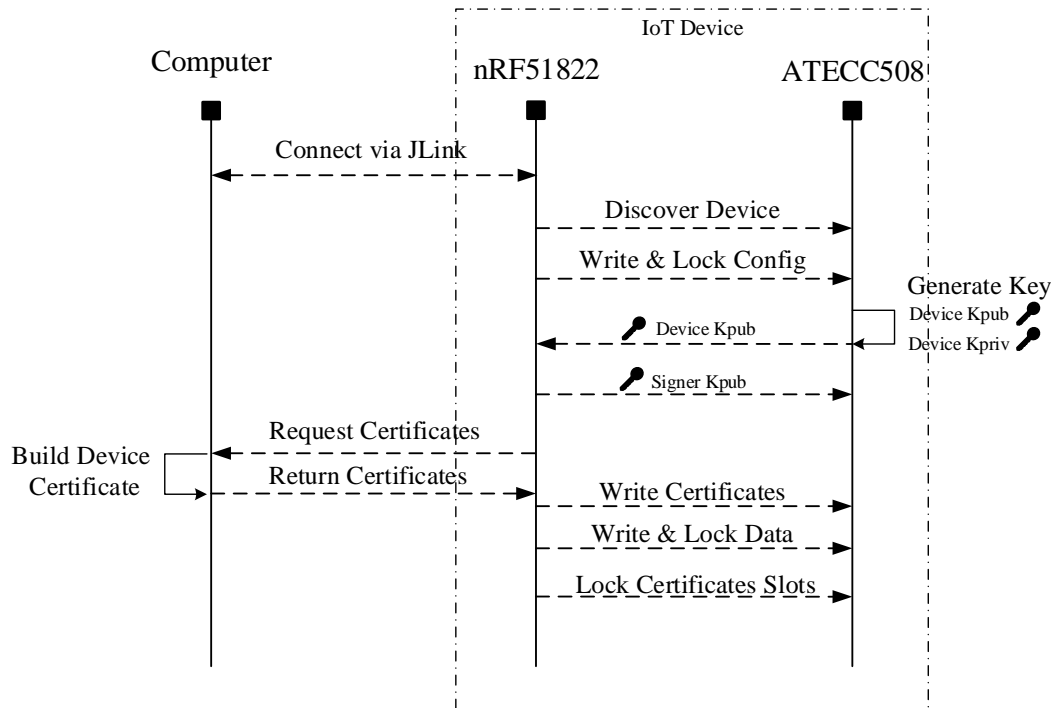 IoT Device
Computer
nRF51822
ATECC508
Connect via JLink
Discover Device
Write & Lock Config
Generate Key
Device Kpub
Device Kpriv
Device Kpub
Signer Kpub
Request Certificates
Build Device
Certificate
Return Certificates
Write Certificates
Write & Lock Data
Lock Certificates Slots